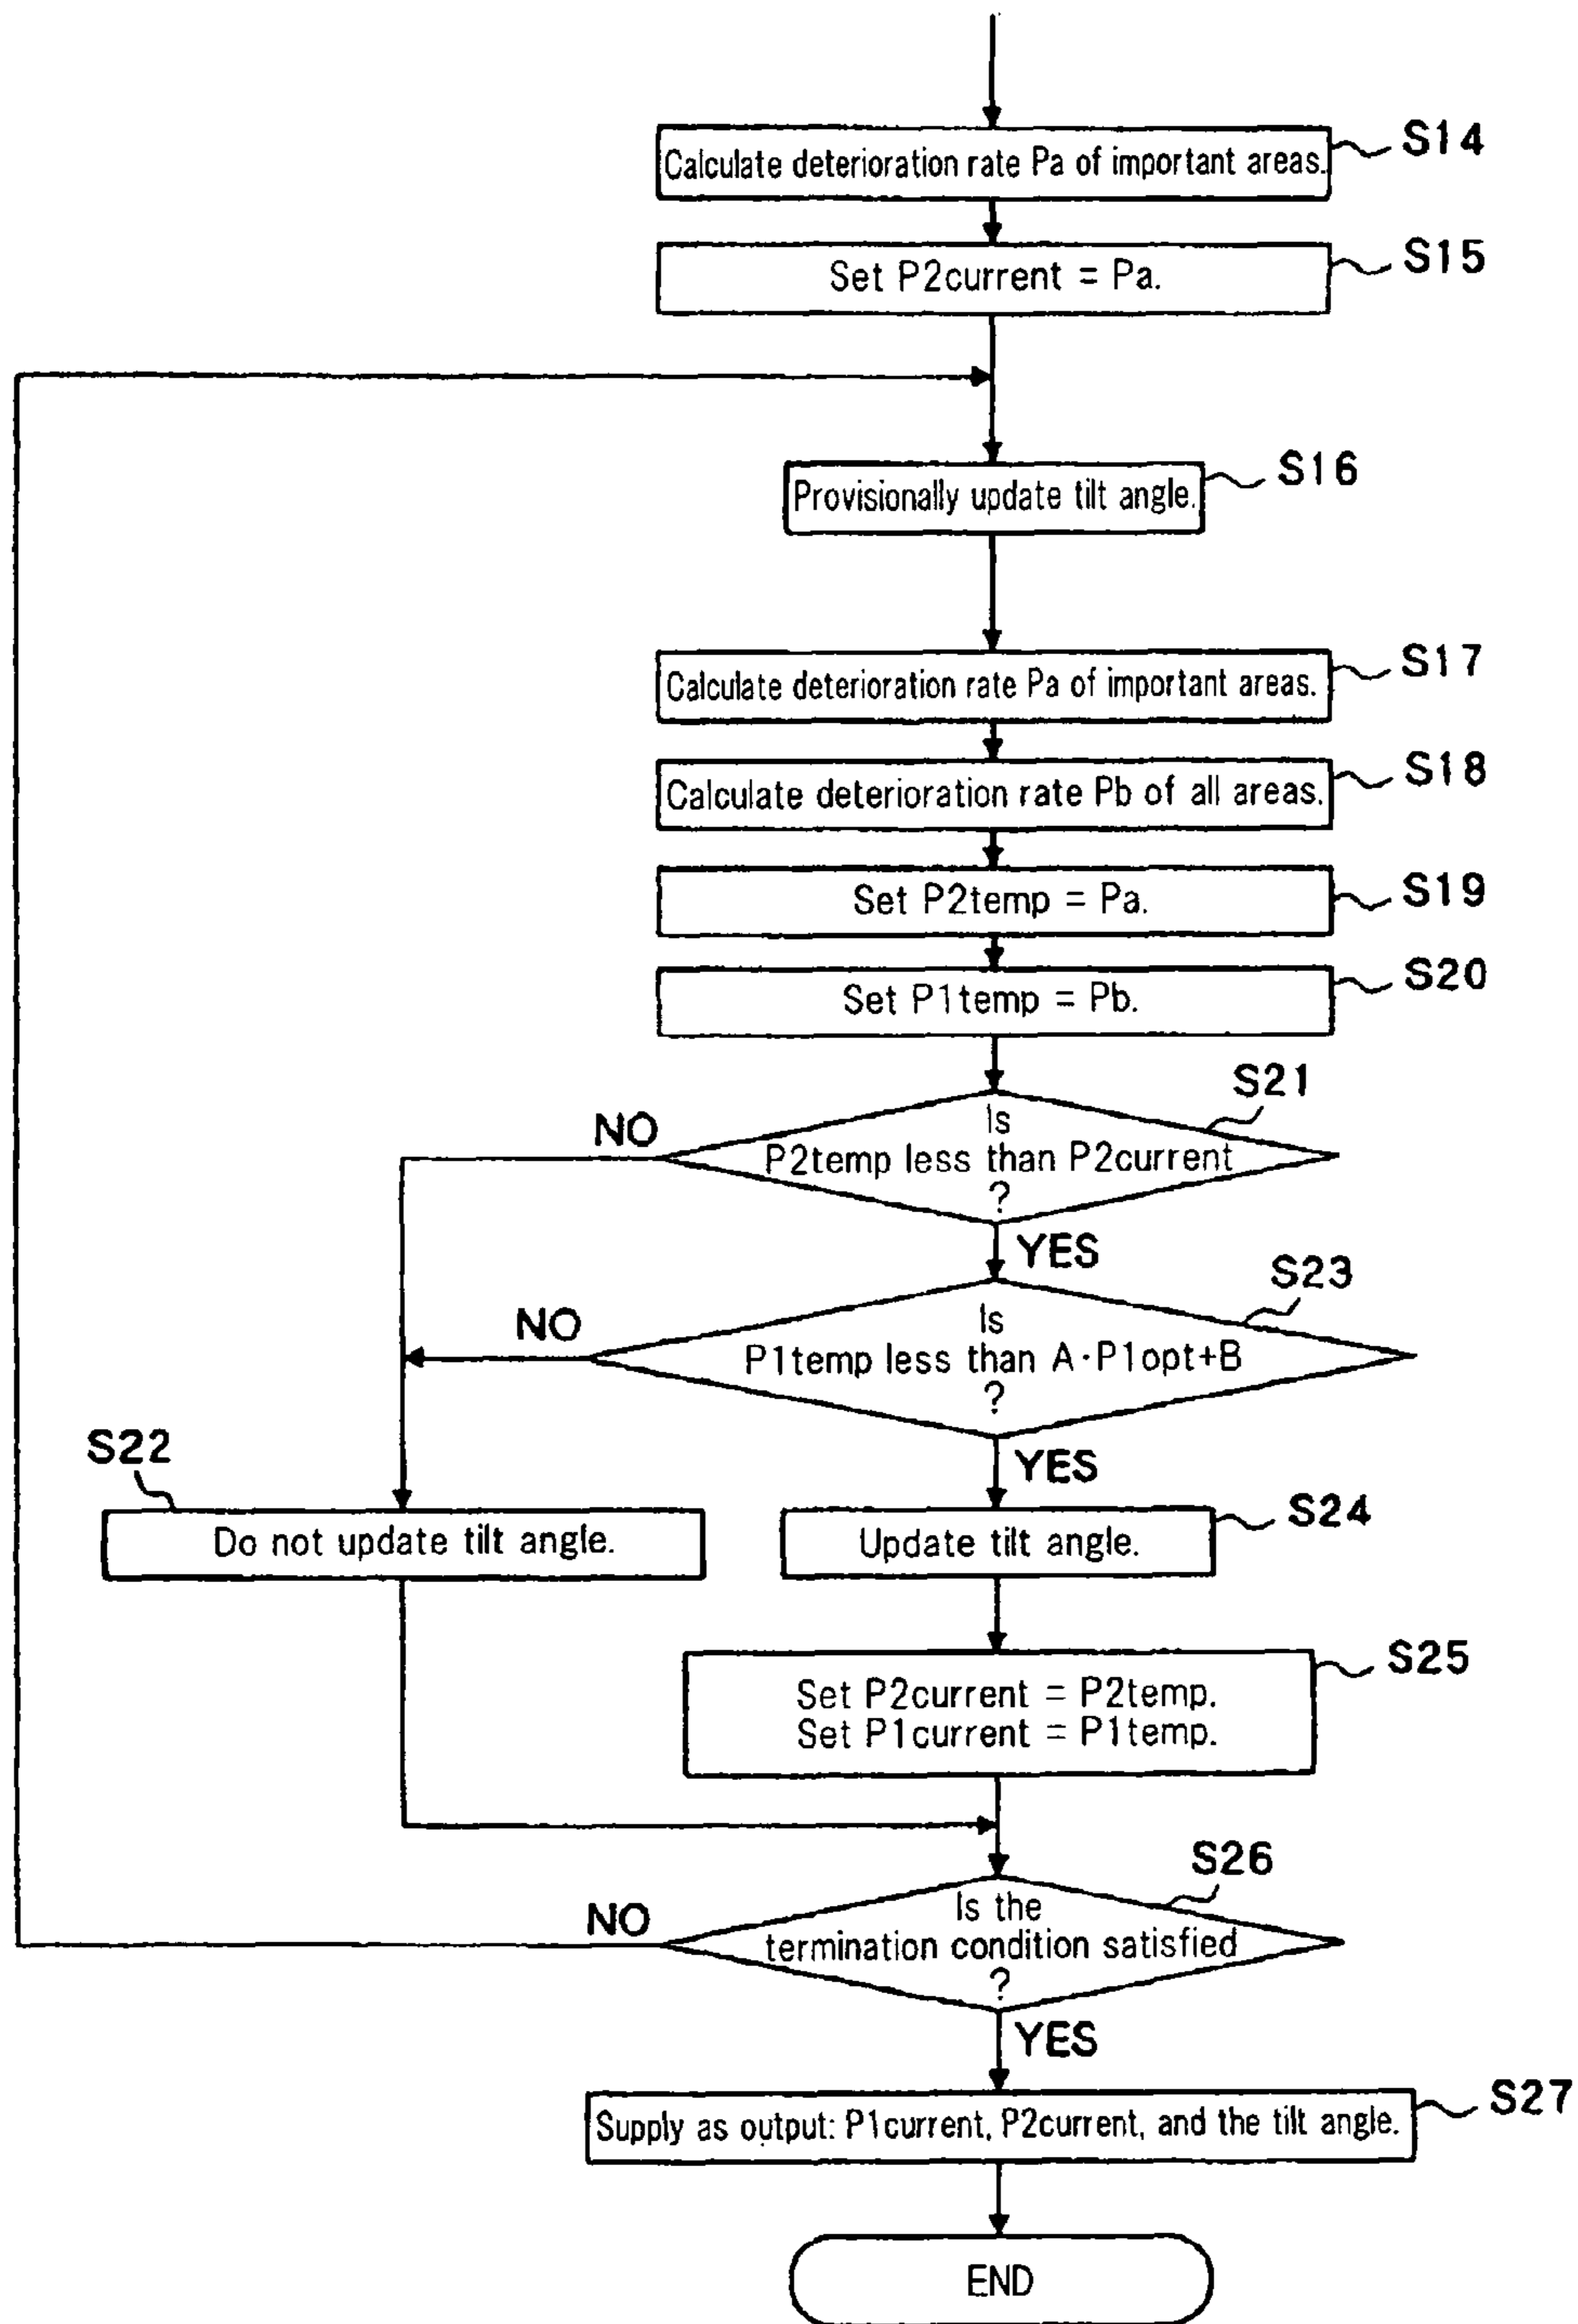 S14
Calculate deterioration rate Pa of important areas.
S15
Set P2current = Pa.
S16
Provisionally update tilt angle.
S17
Calculate deterioration rate Pa of important areas.
S18
Calculate deterioration rate Pb of all areas.
S19
Set P2temp = Pa.
S20
Set P1temp = Pb.
S21
NO
Is
P2temp less than P2current
?
YES
S23
NO
Is
P1temp less than A·P1opt+B
?
YES
S22
Do not update tilt angle.
S24
Update tilt angle.
S25
Set P2current = P2temp.
Set P1current = P1temp.
S26
NO
Is the
termination condition satisfied
?
YES
S27
Supply as output: P1current, P2current, and the tilt angle.
END